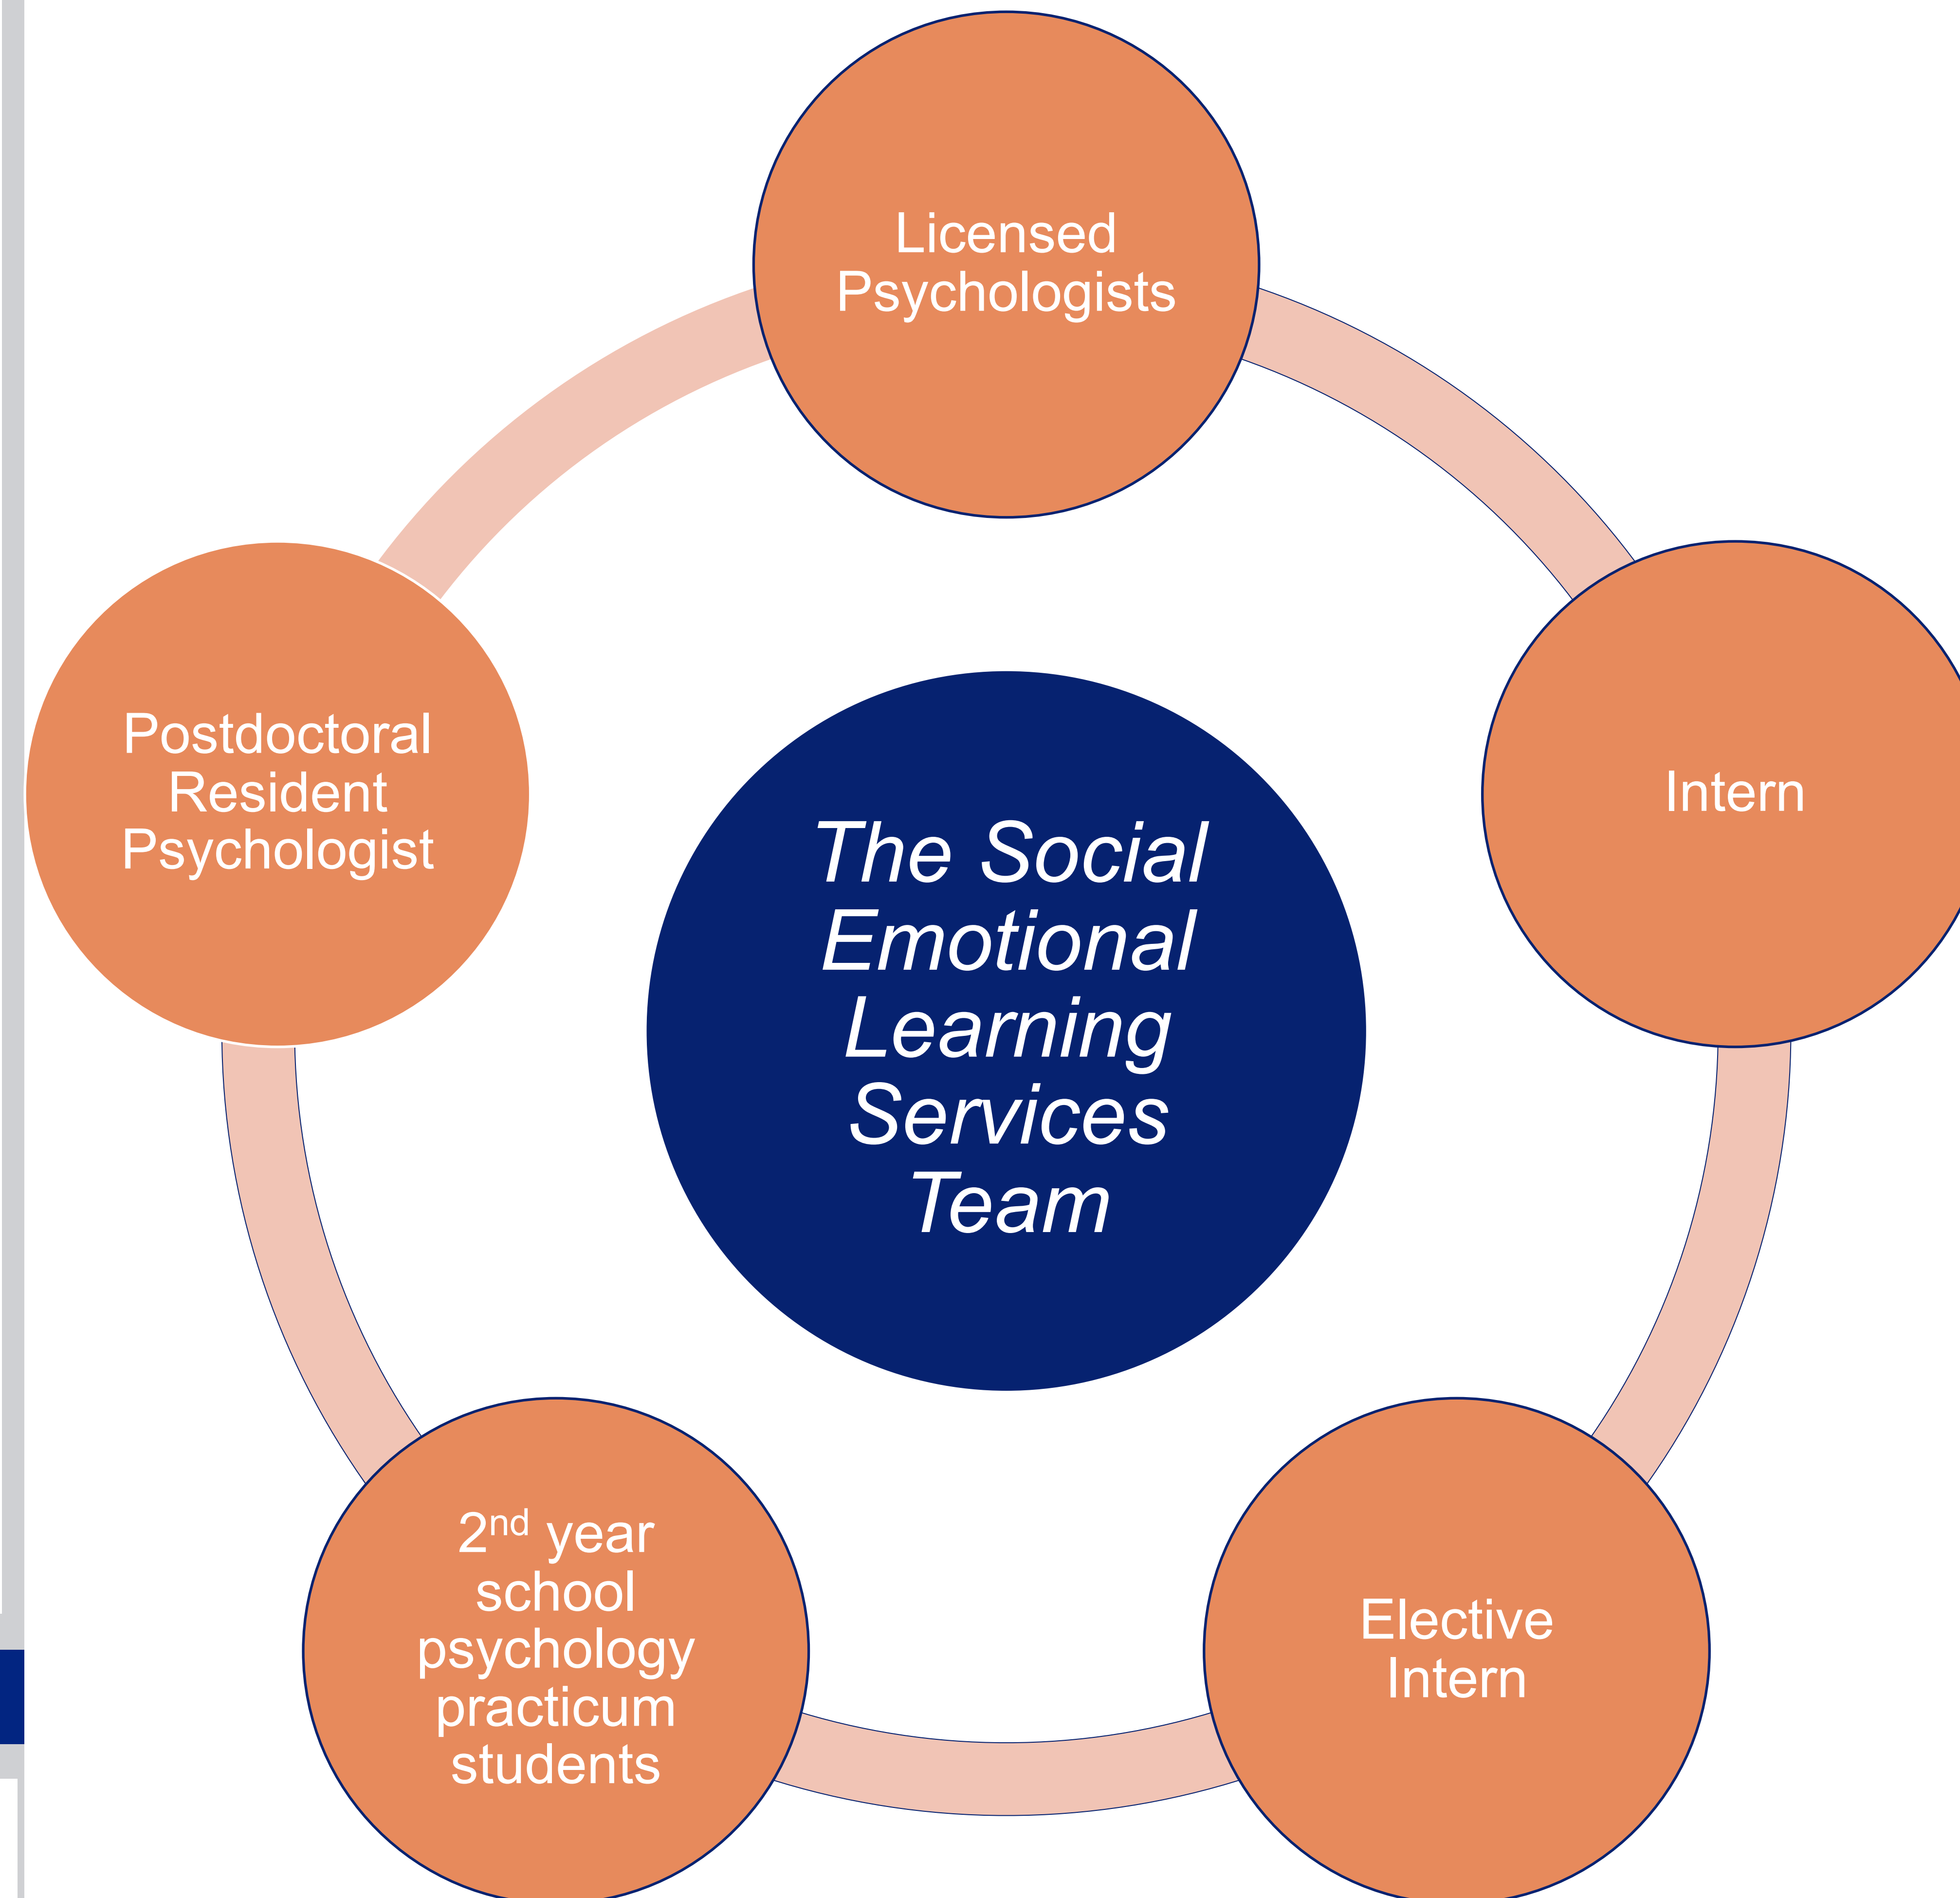 Licensed
Psychologists
Intern
Elective
Intern
2nd year
school
psychology
practicum
students
Postdoctoral
Resident
Psychologist
The Social
Emotional
Learning
Services
Team